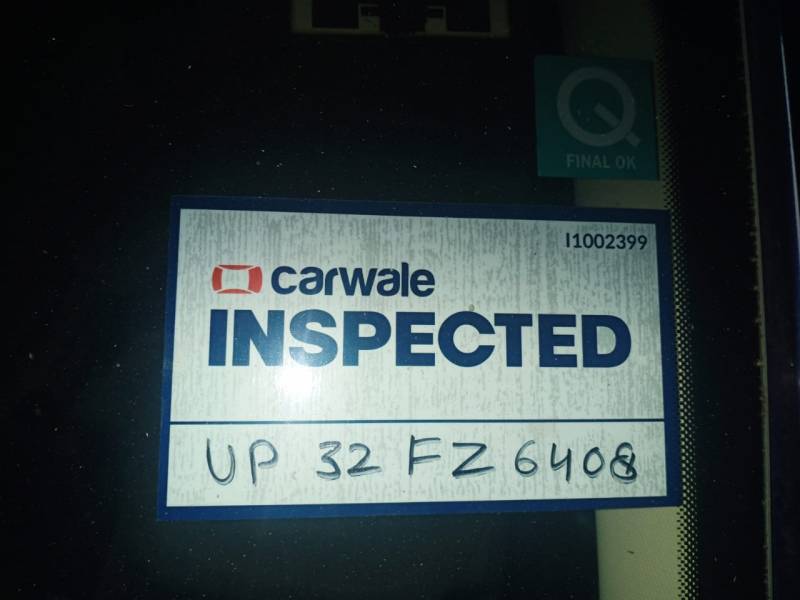 FINAL OK
I1002399
carwale
INSPECTED
UP 32 FZ 6408